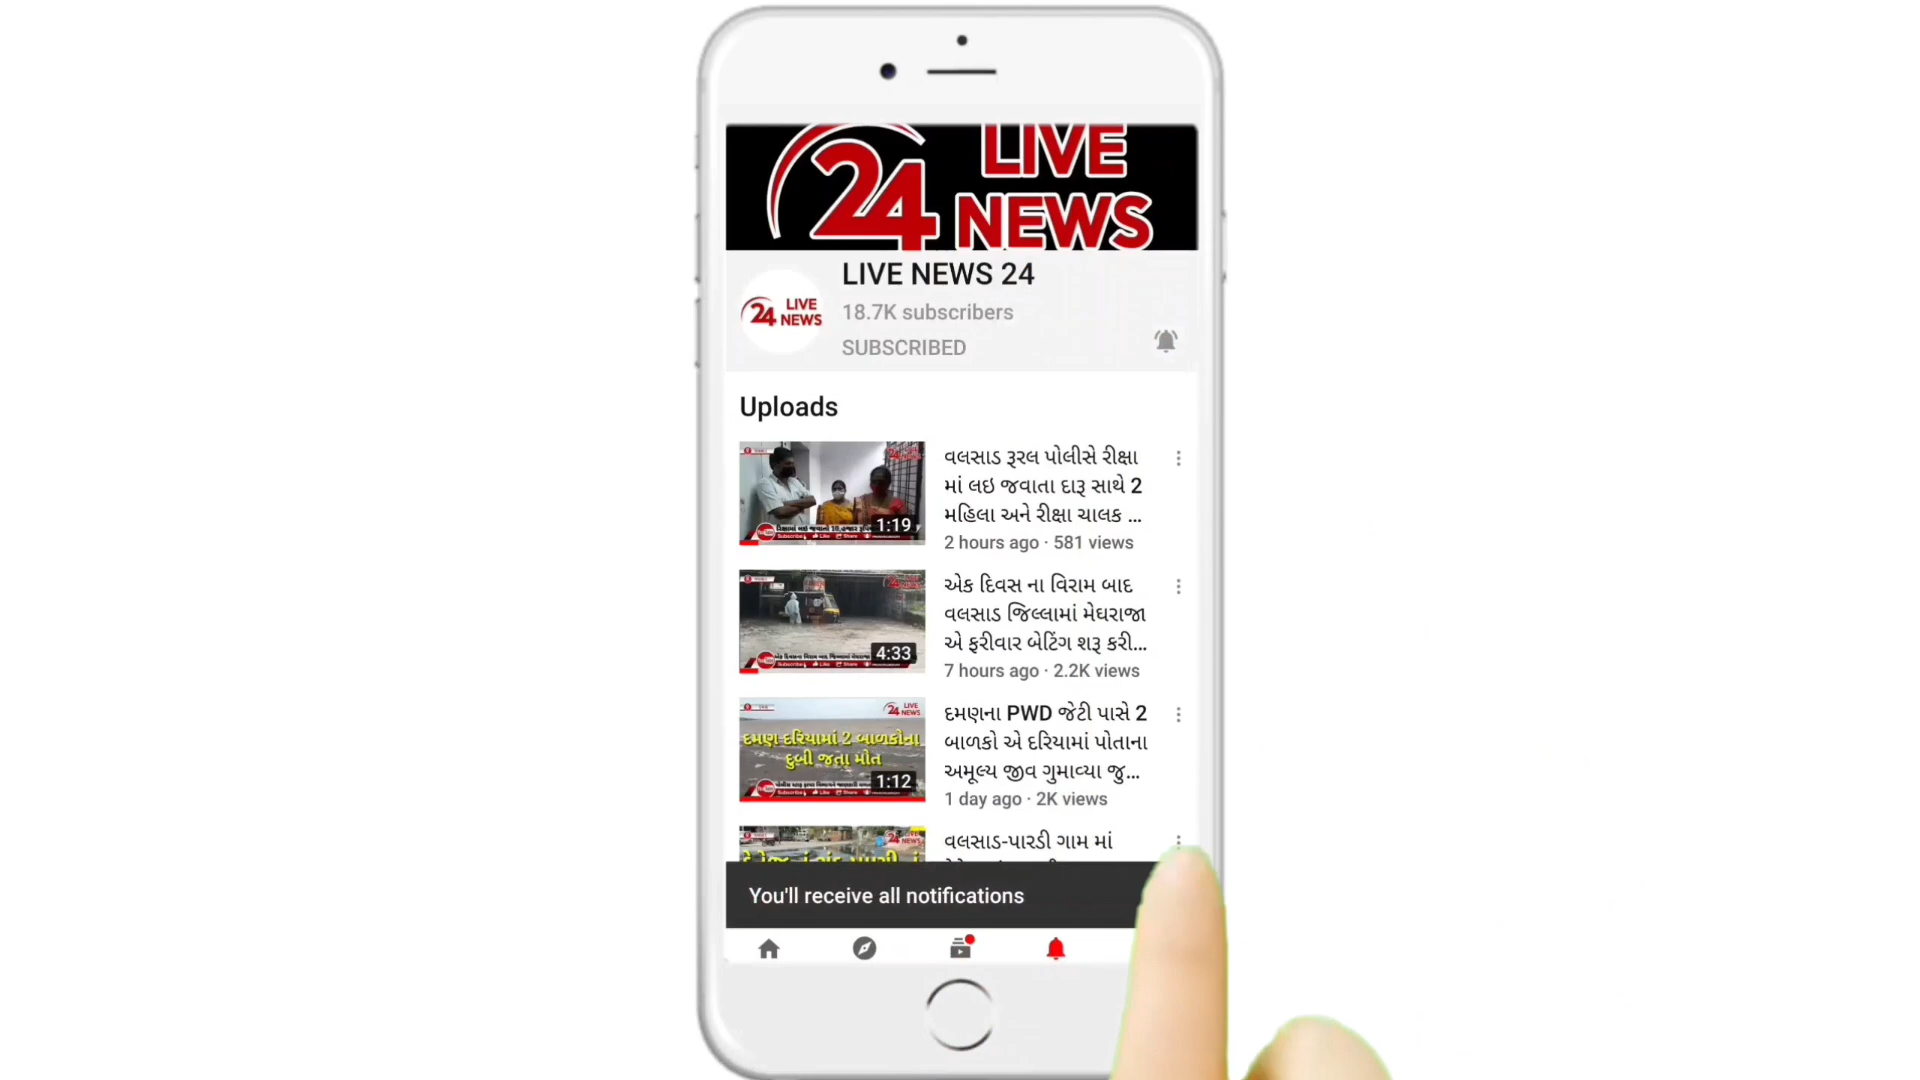 LIVE
24 NEWS
LIVE NEWS 24
LIVE
24 NEWS
18.7K subscribers
SUBSCRIBED
Uploads
વલસાડ રૂરલ પોલીસે રીક્ષા
માં લઇ જવાતા દારૂ સાથે 2
મહિલા અને રીક્ષા ચાલક ...
1:19
2 hours ago · 581 views
એક દિવસ ના વિરામ બાદ
વલસાડ જિલ્લામાં મેઘરાજા
એ ફરીવાર બેટિંગ શરૂ કરી...
4:33
7 hours ago · 2.2K views
LIVE
24 NEWS
દમણ દરિયામાં 2 બાળકોના
દુબી જતા મોત
1:12
દમણના PWD જેટી પાસે 2
બાળકો એ દરિયામાં પોતાના
અમૂલ્ય જીવ ગુમાવ્યા જુ...
1 day ago · 2K views
વલસાડ-પારડી ગામ માં
You'll receive all notifications